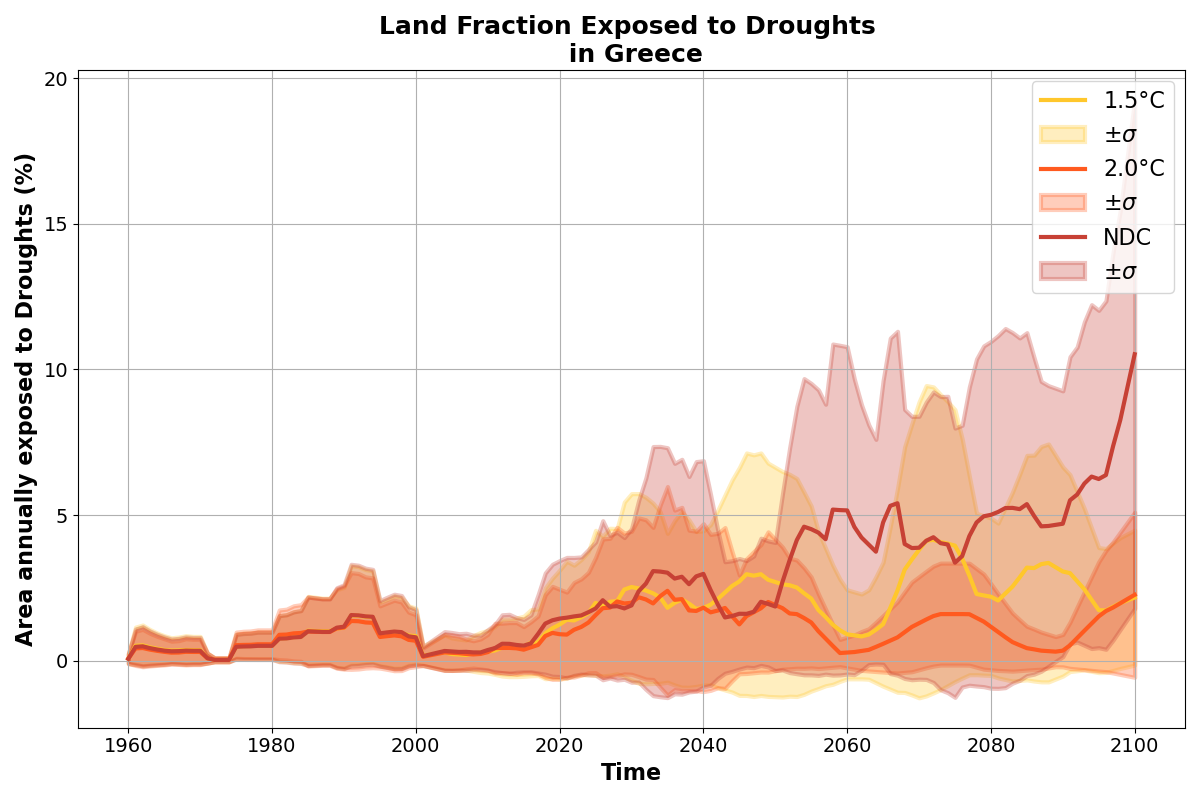 Land Fraction Exposed to Droughts
in Greece
Area annually exposed to Droughts (%)
20
15
10
5
0
1.5°C
±σ
2.0°C
±σ
NDC
±σ
1960 1980 2000 2020 2040 2060 2080 2100
Time